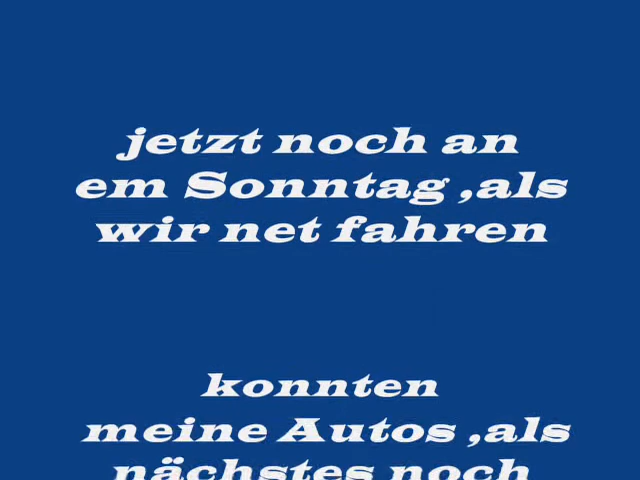 jetzt noch an
em Sonntag ,als
wir net fahren
konnten
meine Autos ,als
nächstes noch